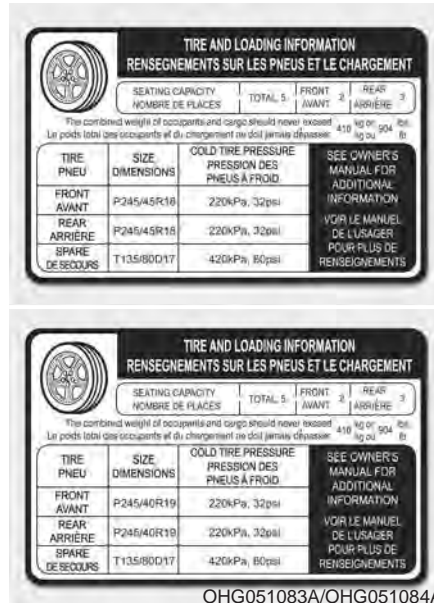 TIRE AND LOADING INFORMATION
RENSEGNEMENTS SUR LES PNEUS ET LE CHARGEMENT
SEATING CAPACITY TOTAL 5 FRONT 2 REAR 3
NOMBRE DE PLACES AVANT ARRIÈRE
The combined weight of occupants and cargo should never exceed 410 kg or 904 lbs.
Le poids total des occupants et du chargement ne doit jamais dépasser kg ou lb
TIRE SIZE COLD TIRE PRESSURE
PNEU DIMENSIONS PRESSION DES
PNEUS À FROID
FRONT P245/45R18 220kPa, 32psi
AVANT
REAR P245/45R18 220kPa, 32psi
ARRIÈRE
SPARE T135/80D17 420kPa, 60psi
DE SECOURS
SEE OWNER'S
MANUAL FOR
ADDITIONAL
INFORMATION
VOIR LE MANUEL
DE L'USAGER
POUR PLUS DE
RENSEIGNEMENTS
TIRE AND LOADING INFORMATION
RENSEGNEMENTS SUR LES PNEUS ET LE CHARGEMENT
SEATING CAPACITY TOTAL 5 FRONT 2 REAR 3
NOMBRE DE PLACES AVANT ARRIÈRE
The combined weight of occupants and cargo should never exceed 410 kg or 904 lbs.
Le poids total des occupants et du chargement ne doit jamais dépasser kg ou lb
TIRE SIZE COLD TIRE PRESSURE
PNEU DIMENSIONS PRESSION DES
PNEUS À FROID
FRONT P245/40R19 220kPa, 32psi
AVANT
REAR P245/40R19 220kPa, 32psi
ARRIÈRE
SPARE T135/80D17 420kPa, 60psi
DE SECOURS
SEE OWNER'S
MANUAL FOR
ADDITIONAL
INFORMATION
VOIR LE MANUEL
DE L'USAGER
POUR PLUS DE
RENSEIGNEMENTS
OHG051083A/OHG051084A